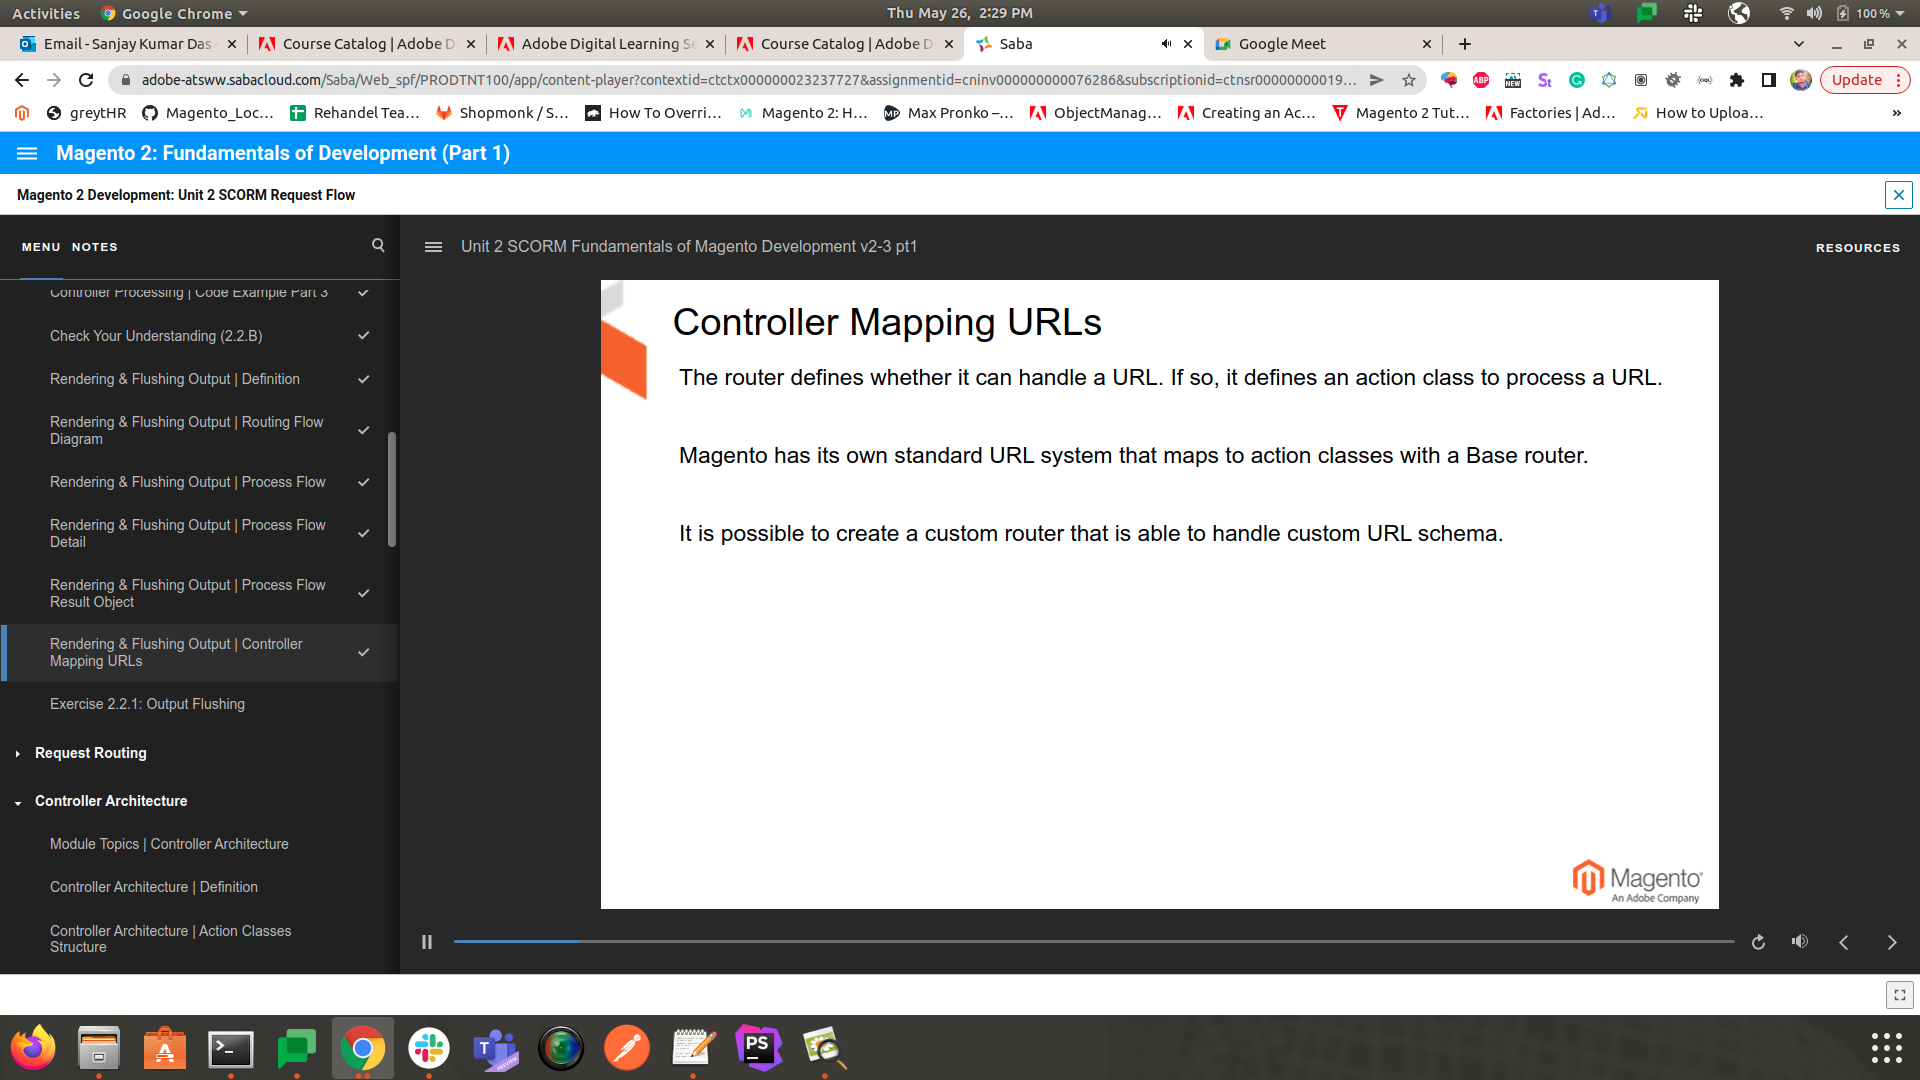 Activities Google Chrome Thu May 26, 2:29 PM 100 %
Email - Sanjay Kumar Das Course Catalog | Adobe D Adobe Digital Learning Se Course Catalog | Adobe D Saba Google Meet
adobe-atsww.sabacloud.com/Saba/Web_spf/PRODTNT100/app/content-player?contextid=ctctx000000023237727&assignmentid=cninv000000000076286&subscriptionid=ctnsr00000000019... Update
greytHR Magento_Loc... Rehandel Tea... Shopmonk / S... How To Overri... Magento 2: H... Max Pronko –... ObjectManag... Creating an Ac... Magento 2 Tut... Factories | Ad... How to Uploa... »
Magento 2: Fundamentals of Development (Part 1)
Magento 2 Development: Unit 2 SCORM Request Flow
MENU NOTES
Unit 2 SCORM Fundamentals of Magento Development v2-3 pt1
RESOURCES
Controller Processing | Code Example Part 3
Check Your Understanding (2.2.B)
Rendering & Flushing Output | Definition
Rendering & Flushing Output | Routing Flow
Diagram
Rendering & Flushing Output | Process Flow
Rendering & Flushing Output | Process Flow
Detail
Rendering & Flushing Output | Process Flow
Result Object
Rendering & Flushing Output | Controller
Mapping URLs
Exercise 2.2.1: Output Flushing
Request Routing
Controller Architecture
Module Topics | Controller Architecture
Controller Architecture | Definition
Controller Architecture | Action Classes
Structure
Controller Mapping URLs
The router defines whether it can handle a URL. If so, it defines an action class to process a URL.
Magento has its own standard URL system that maps to action classes with a Base router.
It is possible to create a custom router that is able to handle custom URL schema.
Magento
An Adobe Company